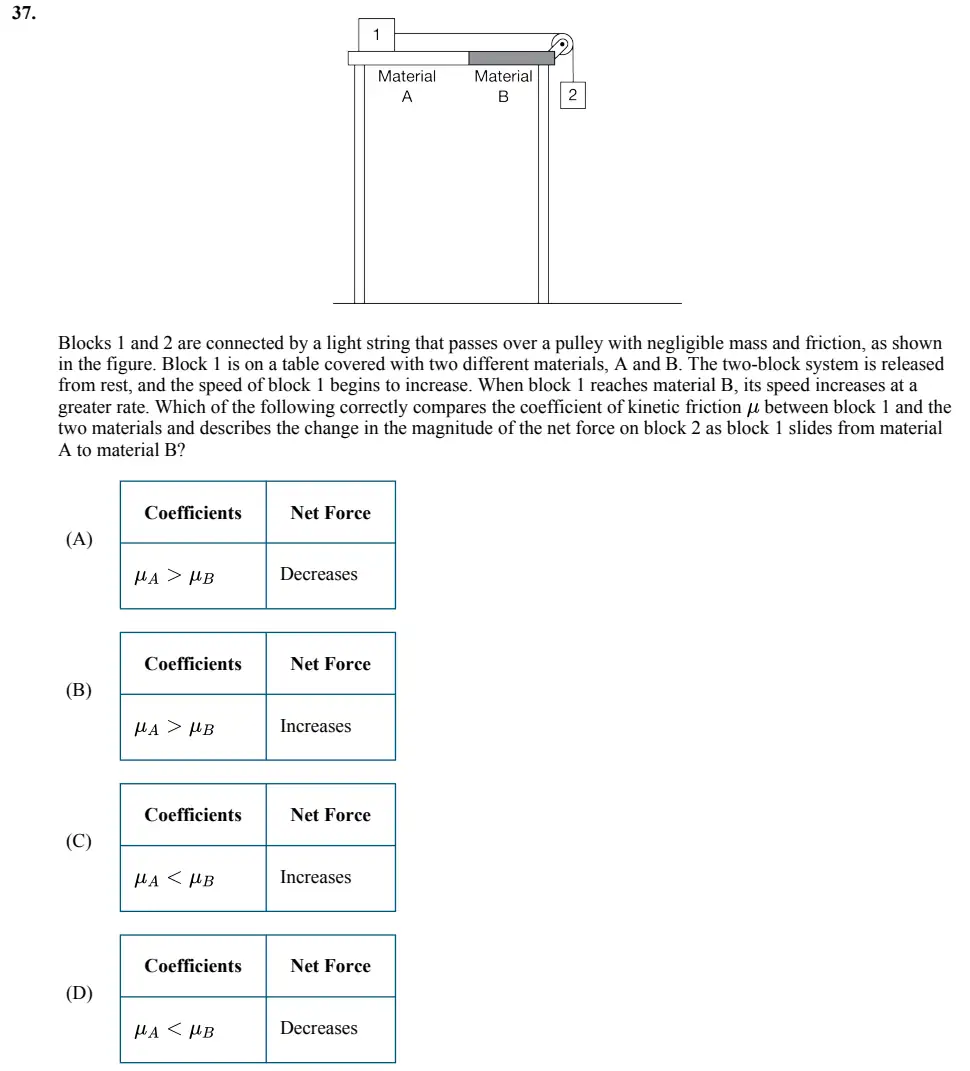 37.
1
Material Material
A B
2
Blocks 1 and 2 are connected by a light string that passes over a pulley with negligible mass and friction, as shown
in the figure. Block 1 is on a table covered with two different materials, A and B. The two-block system is released
from rest, and the speed of block 1 begins to increase. When block 1 reaches material B, its speed increases at a
greater rate. Which of the following correctly compares the coefficient of kinetic friction μ between block 1 and the
two materials and describes the change in the magnitude of the net force on block 2 as block 1 slides from material
A to material B?
(A)
Coefficients Net Force
μA > μB Decreases
(B)
Coefficients Net Force
μA > μB Increases
(C)
Coefficients Net Force
μA < μB Increases
(D)
Coefficients Net Force
μA < μB Decreases